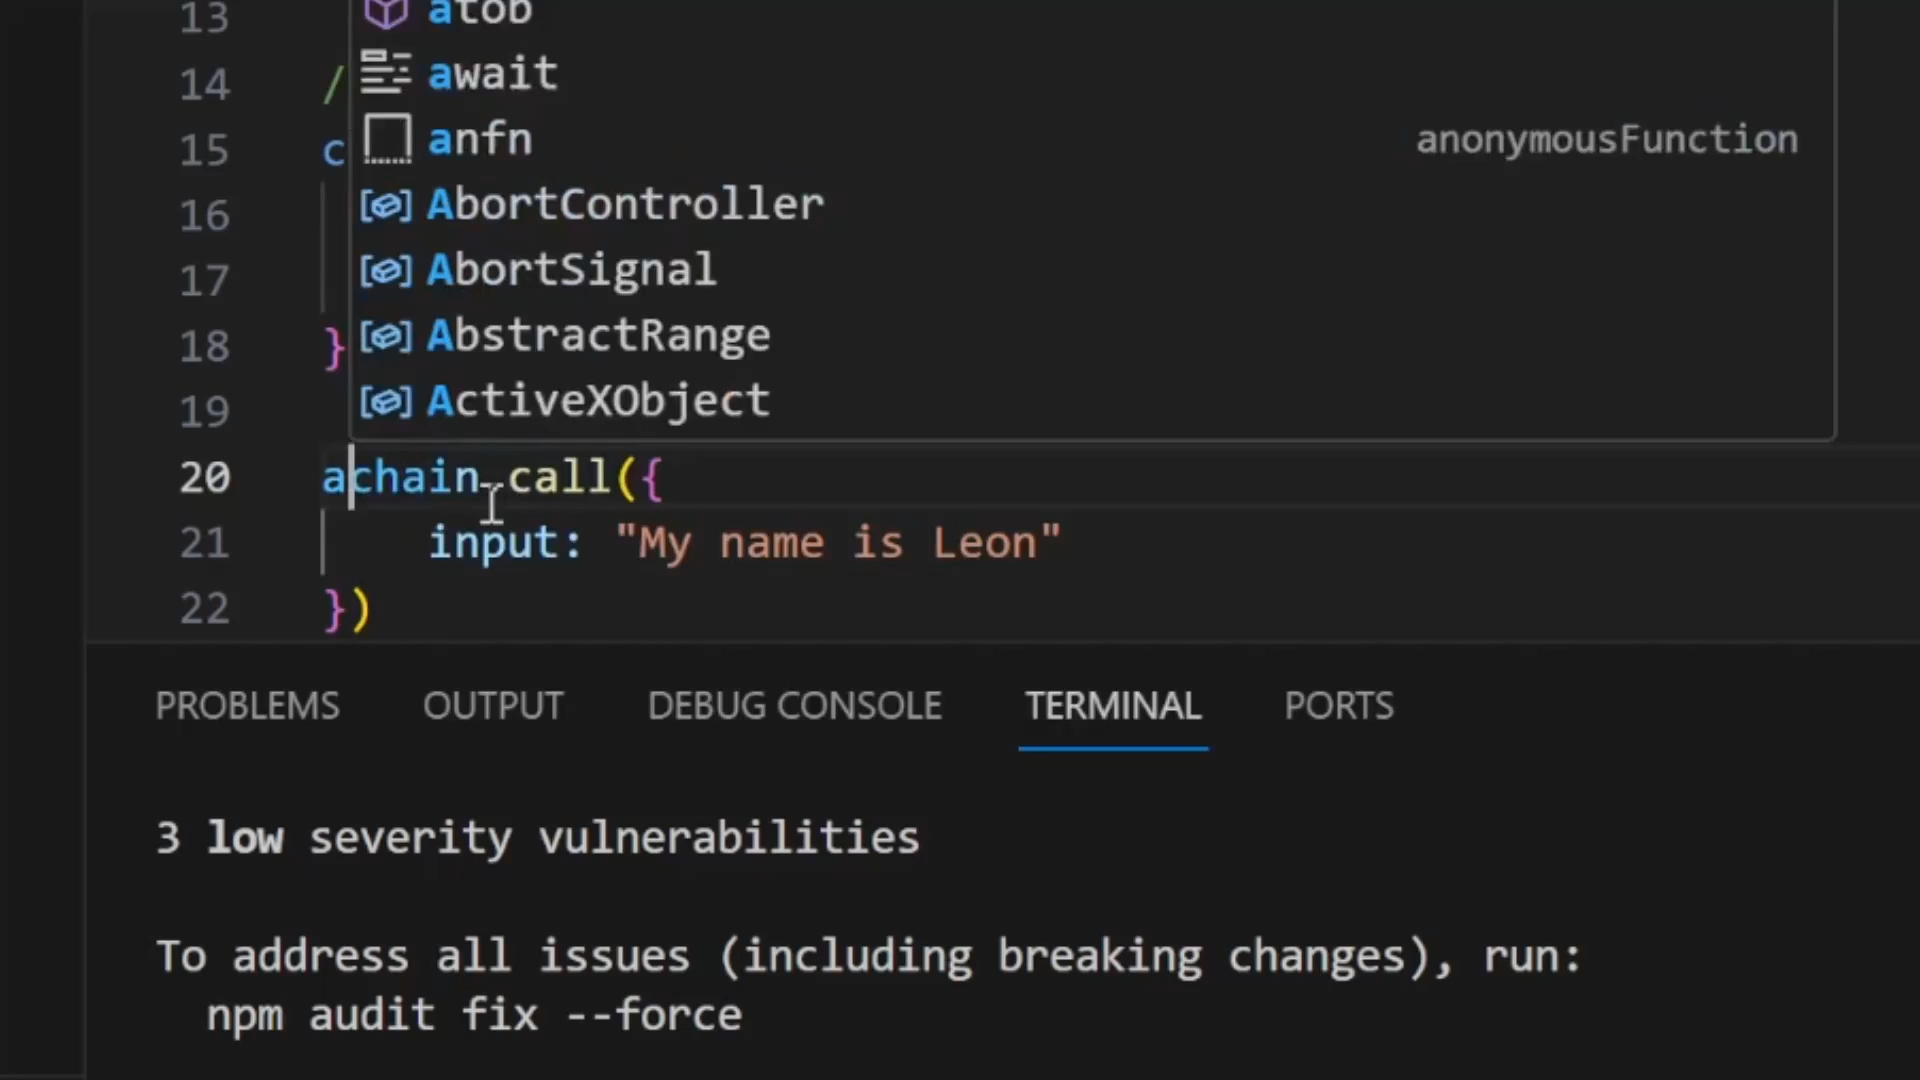 13 atob
14 / await
15 c anfn anonymousFunction
16 AbortController
17 AbortSignal
18 } AbstractRange
19 ActiveXObject
20 achain.call({
21 input: "My name is Leon"
22 })
PROBLEMS OUTPUT DEBUG CONSOLE TERMINAL PORTS
3 low severity vulnerabilities
To address all issues (including breaking changes), run:
npm audit fix --force